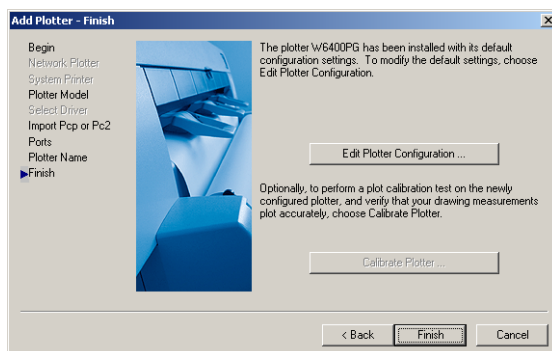 Add Plotter - Finish
Begin
Network Plotter
System Printer
Plotter Model
Select Driver
Import Pcp or Pc2
Ports
Plotter Name
Finish
The plotter W6400PG has been installed with its default
configuration settings. To modify the default settings, choose
Edit Plotter Configuration.
Edit Plotter Configuration ...
Optionally, to perform a plot calibration test on the newly
configured plotter, and verify that your drawing measurements
plot accurately, choose Calibrate Plotter.
Calibrate Plotter ...
< Back Finish Cancel